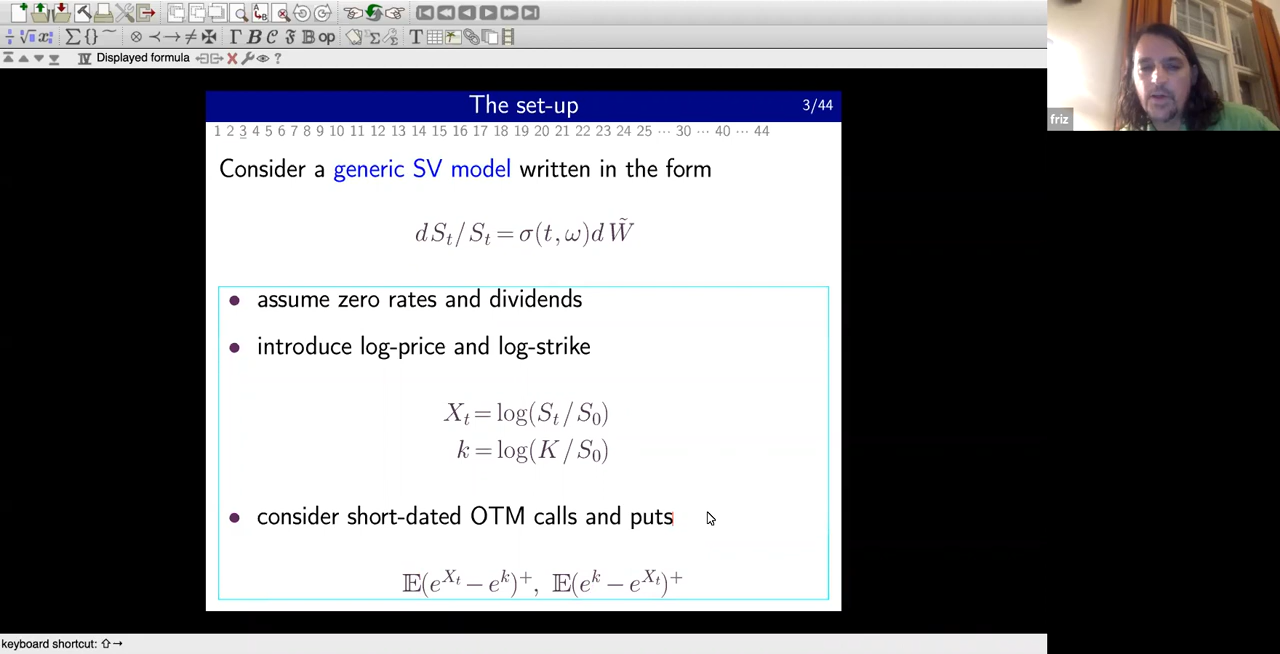 Γ B C 𝔉 𝔹 op
T
IV Displayed formula
?
The set-up
3/44
1 2 3 4 5 6 7 8 9 10 11 12 13 14 15 16 17 18 19 20 21 22 23 24 25 ··· 30 ··· 40 ··· 44
Consider a generic SV model written in the form
dS_t/S_t = σ(t, ω)dW̃
• assume zero rates and dividends
• introduce log-price and log-strike
X_t = log(S_t/S_0)
k = log(K/S_0)
• consider short-dated OTM calls and puts
𝔼(e^{X_t} − e^k)^+, 𝔼(e^k − e^{X_t})^+
friz
keyboard shortcut: ⇧→